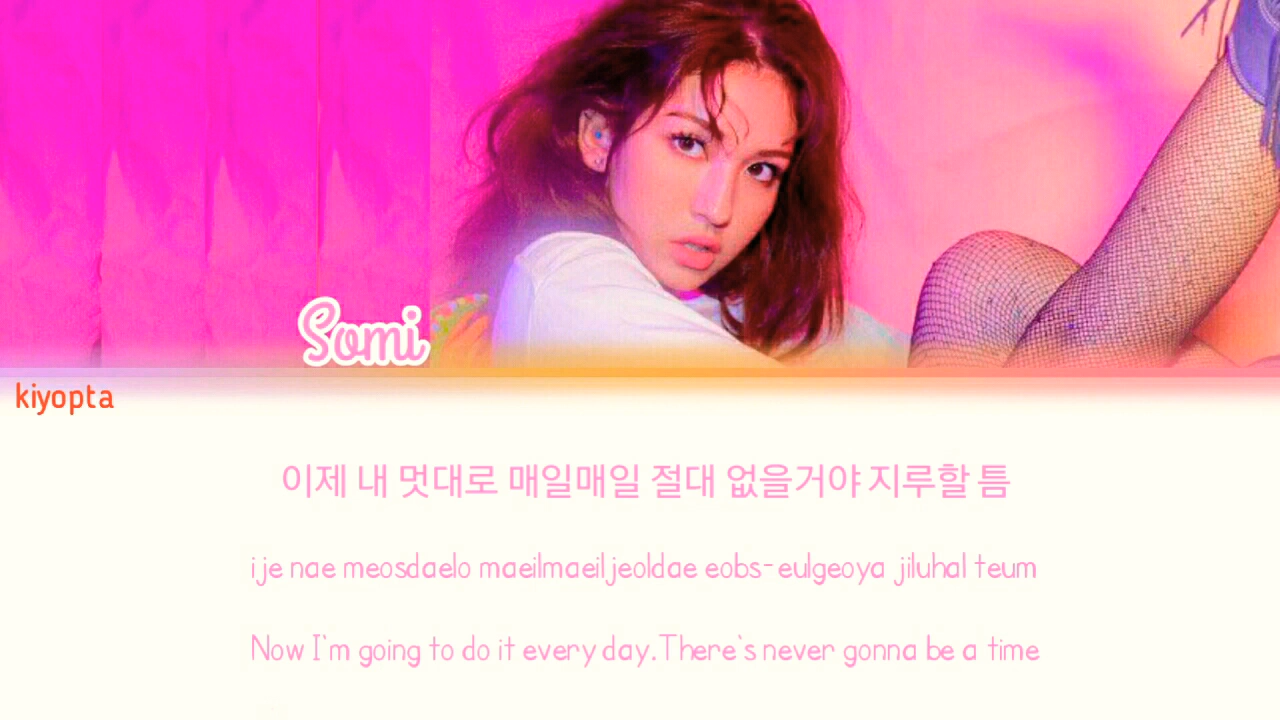 Somi
kiyopta
이제 내 멋대로 매일매일 절대 없을거야 지루할 틈
ije nae meosdaelo maeilmaeil jeoldae eobs-eulgeoya jiluhal teum
Now I'm going to do it every day.There's never gonna be a time